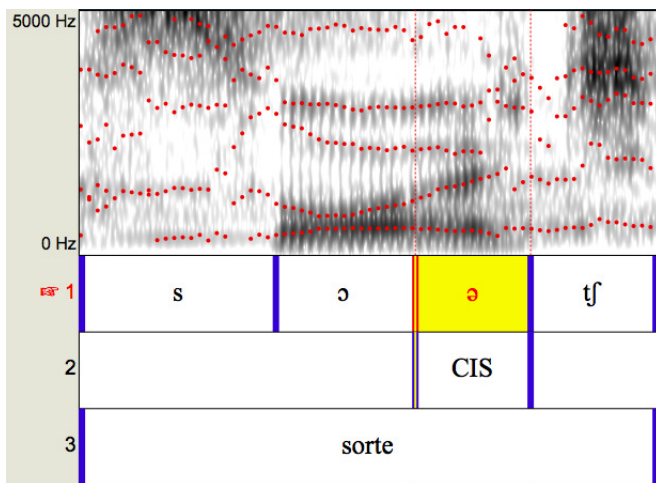 5000 Hz
0 Hz
☞ 1 s ɔ ə tʃ
2 CIS
3 sorte